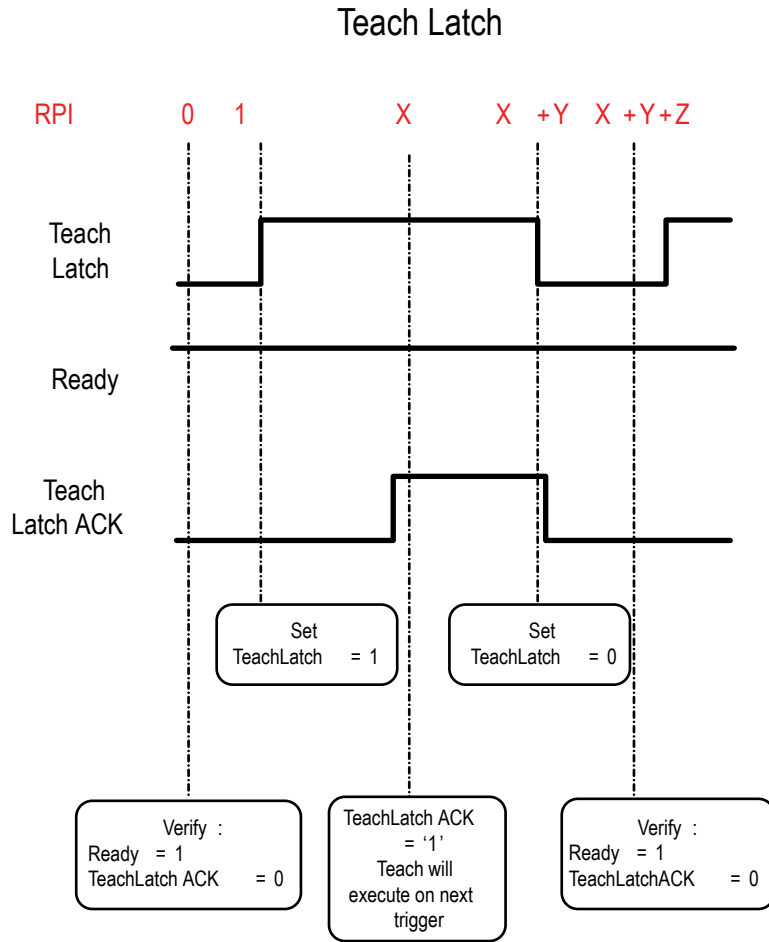 Teach Latch
RPI 0 1 X X +Y X +Y+Z
Teach
Latch
Ready
Teach
Latch ACK
Set
TeachLatch = 1
Set
TeachLatch = 0
Verify :
Ready = 1
TeachLatch ACK = 0
TeachLatch ACK
= ‘1’
Teach will
execute on next
trigger
Verify :
Ready = 1
TeachLatchACK = 0